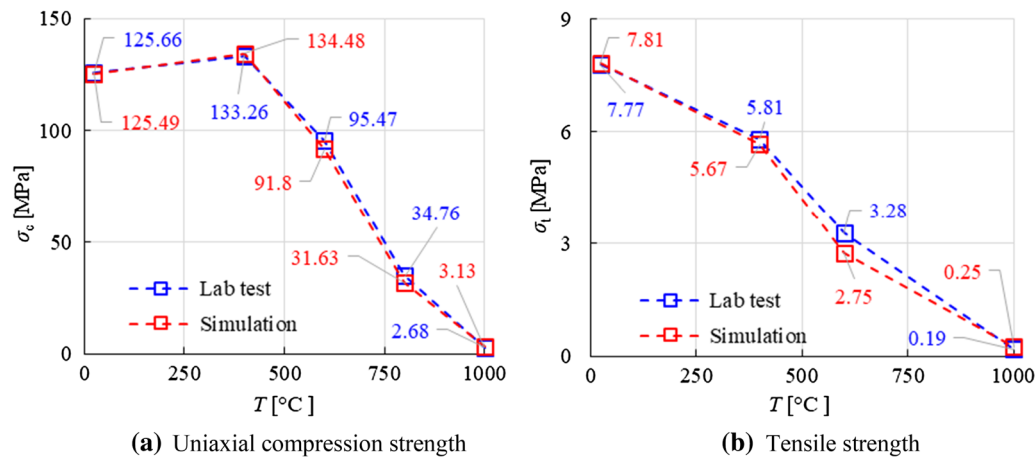 150
125.66
134.48
125.49
133.26
95.47
100
91.8
σc [MPa]
50
34.76
31.63
3.13
Lab test
Simulation
2.68
0
0 250 500 750 1000
T [°C ]
(a) Uniaxial compression strength
9
7.81
7.77
5.81
6
5.67
σt [MPa]
3.28
3
2.75
0.25
Lab test
Simulation
0.19
0
0 250 500 750 1000
T [°C ]
(b) Tensile strength